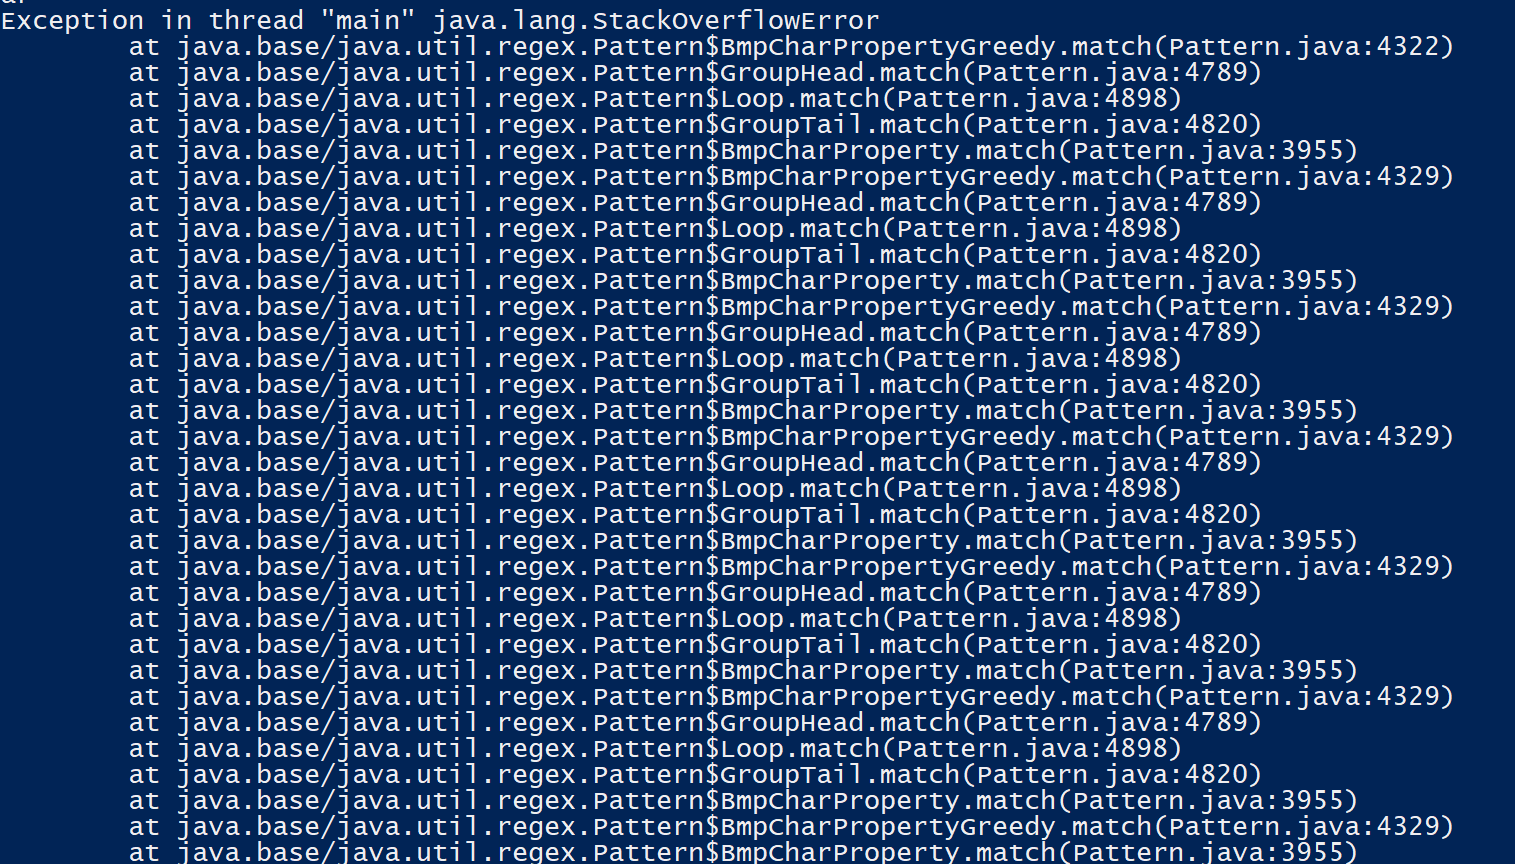 Exception in thread "main" java.lang.StackOverflowError
at java.base/java.util.regex.Pattern$BmpCharPropertyGreedy.match(Pattern.java:4322)
at java.base/java.util.regex.Pattern$GroupHead.match(Pattern.java:4789)
at java.base/java.util.regex.Pattern$Loop.match(Pattern.java:4898)
at java.base/java.util.regex.Pattern$GroupTail.match(Pattern.java:4820)
at java.base/java.util.regex.Pattern$BmpCharProperty.match(Pattern.java:3955)
at java.base/java.util.regex.Pattern$BmpCharPropertyGreedy.match(Pattern.java:4329)
at java.base/java.util.regex.Pattern$GroupHead.match(Pattern.java:4789)
at java.base/java.util.regex.Pattern$Loop.match(Pattern.java:4898)
at java.base/java.util.regex.Pattern$GroupTail.match(Pattern.java:4820)
at java.base/java.util.regex.Pattern$BmpCharProperty.match(Pattern.java:3955)
at java.base/java.util.regex.Pattern$BmpCharPropertyGreedy.match(Pattern.java:4329)
at java.base/java.util.regex.Pattern$GroupHead.match(Pattern.java:4789)
at java.base/java.util.regex.Pattern$Loop.match(Pattern.java:4898)
at java.base/java.util.regex.Pattern$GroupTail.match(Pattern.java:4820)
at java.base/java.util.regex.Pattern$BmpCharProperty.match(Pattern.java:3955)
at java.base/java.util.regex.Pattern$BmpCharPropertyGreedy.match(Pattern.java:4329)
at java.base/java.util.regex.Pattern$GroupHead.match(Pattern.java:4789)
at java.base/java.util.regex.Pattern$Loop.match(Pattern.java:4898)
at java.base/java.util.regex.Pattern$GroupTail.match(Pattern.java:4820)
at java.base/java.util.regex.Pattern$BmpCharProperty.match(Pattern.java:3955)
at java.base/java.util.regex.Pattern$BmpCharPropertyGreedy.match(Pattern.java:4329)
at java.base/java.util.regex.Pattern$GroupHead.match(Pattern.java:4789)
at java.base/java.util.regex.Pattern$Loop.match(Pattern.java:4898)
at java.base/java.util.regex.Pattern$GroupTail.match(Pattern.java:4820)
at java.base/java.util.regex.Pattern$BmpCharProperty.match(Pattern.java:3955)
at java.base/java.util.regex.Pattern$BmpCharPropertyGreedy.match(Pattern.java:4329)
at java.base/java.util.regex.Pattern$GroupHead.match(Pattern.java:4789)
at java.base/java.util.regex.Pattern$Loop.match(Pattern.java:4898)
at java.base/java.util.regex.Pattern$GroupTail.match(Pattern.java:4820)
at java.base/java.util.regex.Pattern$BmpCharProperty.match(Pattern.java:3955)
at java.base/java.util.regex.Pattern$BmpCharPropertyGreedy.match(Pattern.java:4329)
at java.base/java.util.regex.Pattern$BmpCharProperty.match(Pattern.java:3955)